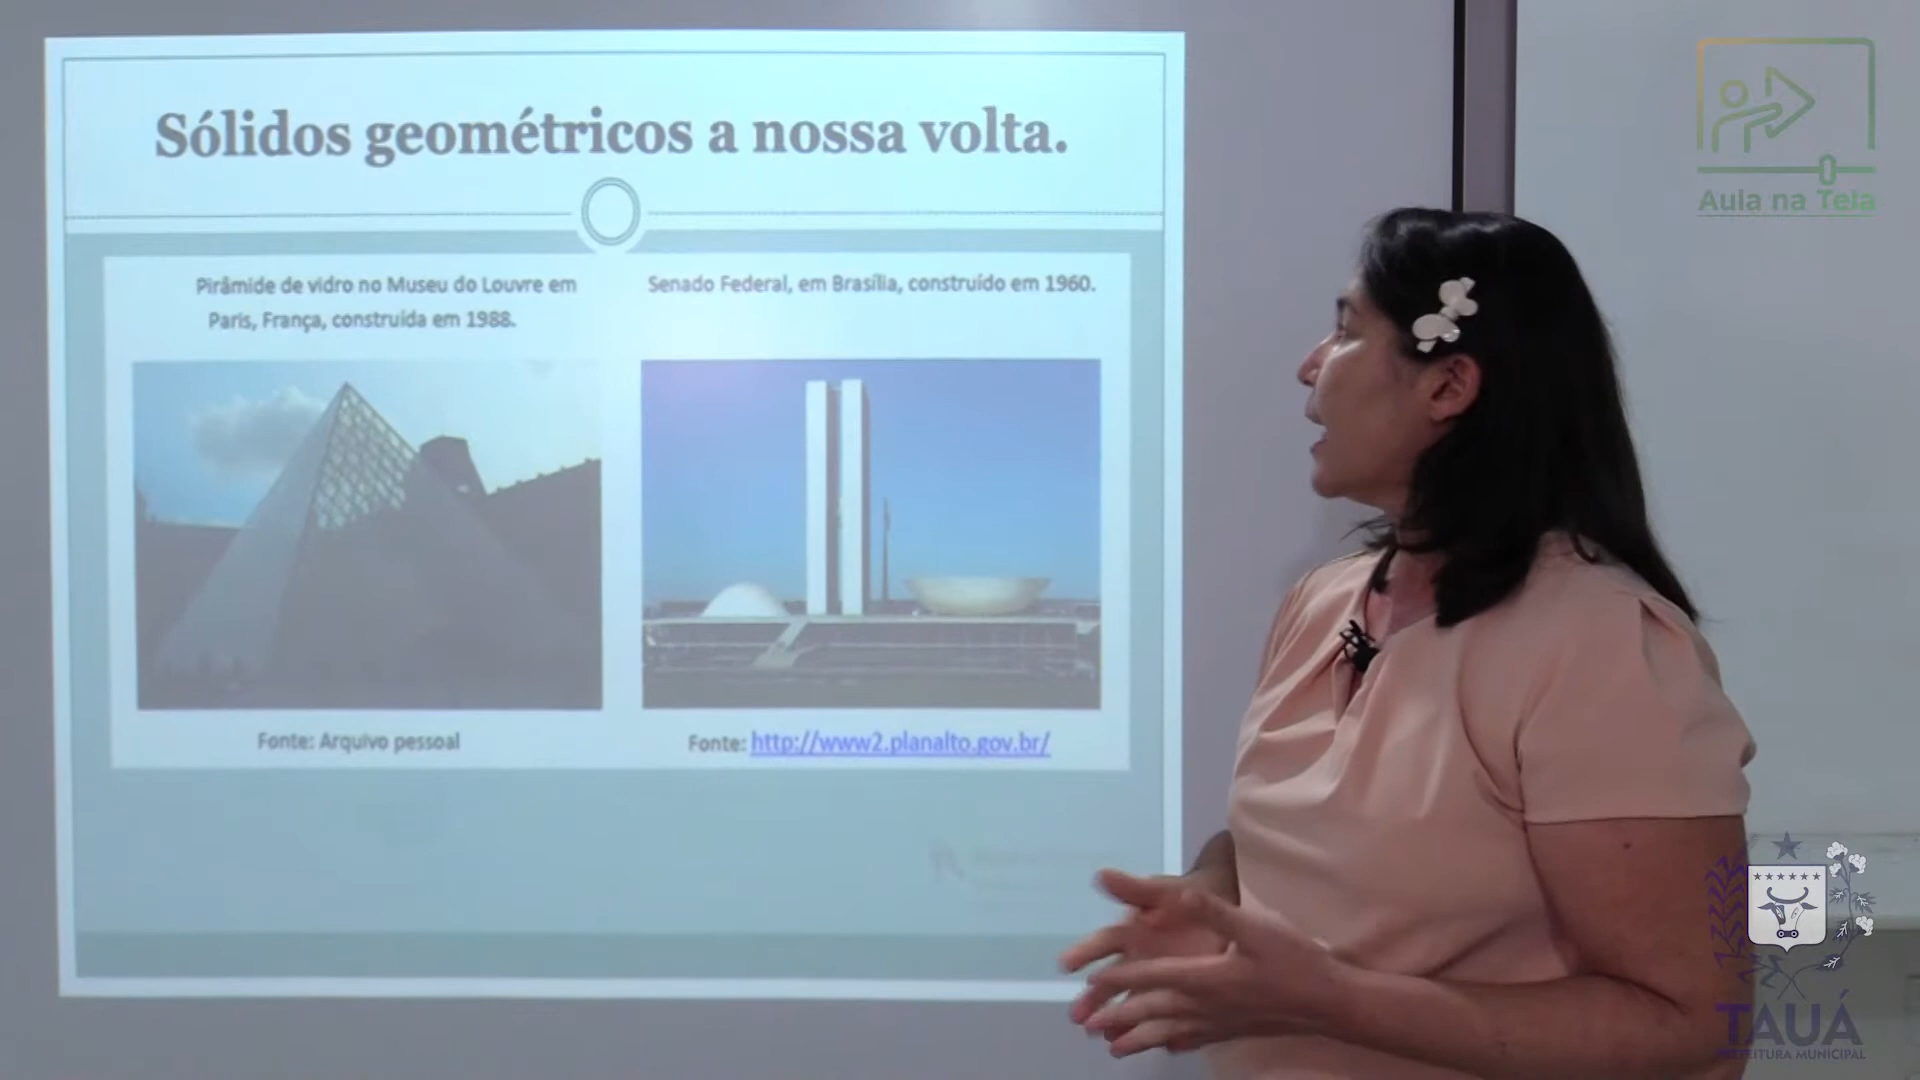 Sólidos geométricos a nossa volta.
Pirâmide de vidro no Museu do Louvre em
Paris, França, construída em 1988.
Senado Federal, em Brasília, construído em 1960.
Fonte: Arquivo pessoal
Fonte: http://www2.planalto.gov.br/
Aula na Tela
TAUÁ
PREFEITURA MUNICIPAL